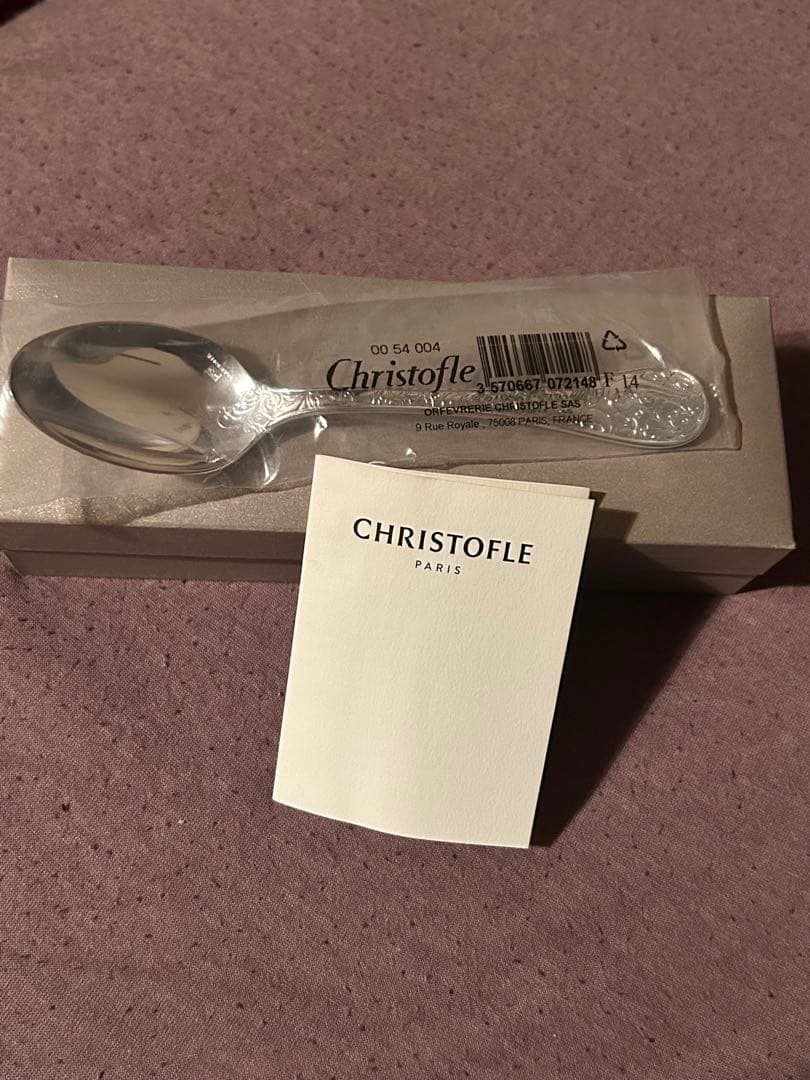 00 54 004
Christofle
3 570667 072148 F 14
ORFEVRERIE CHRISTOFLE SAS
9 Rue Royale , 75008 PARIS, FRANCE
CHRISTOFLE
PARIS